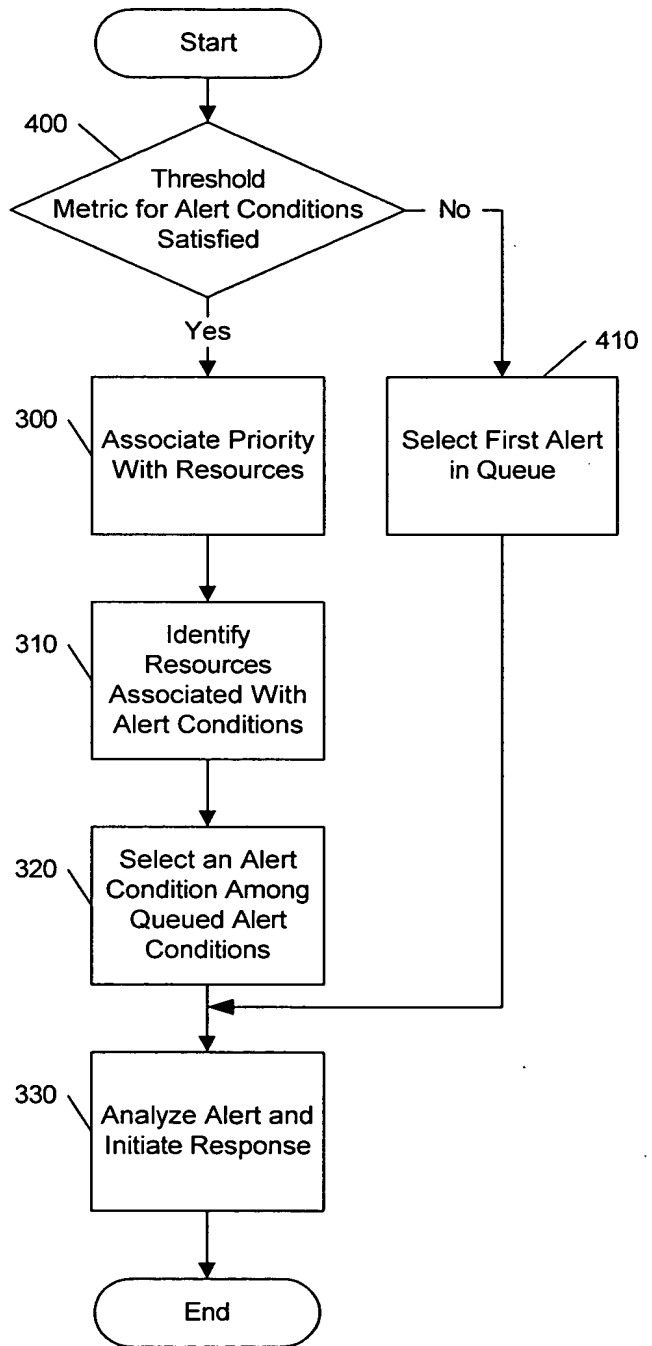 Start
400
Threshold
Metric for Alert Conditions
Satisfied
No
Yes
410
300
Associate Priority
With Resources
Select First Alert
in Queue
310
Identify
Resources
Associated With
Alert Conditions
320
Select an Alert
Condition Among
Queued Alert
Conditions
330
Analyze Alert and
Initiate Response
End